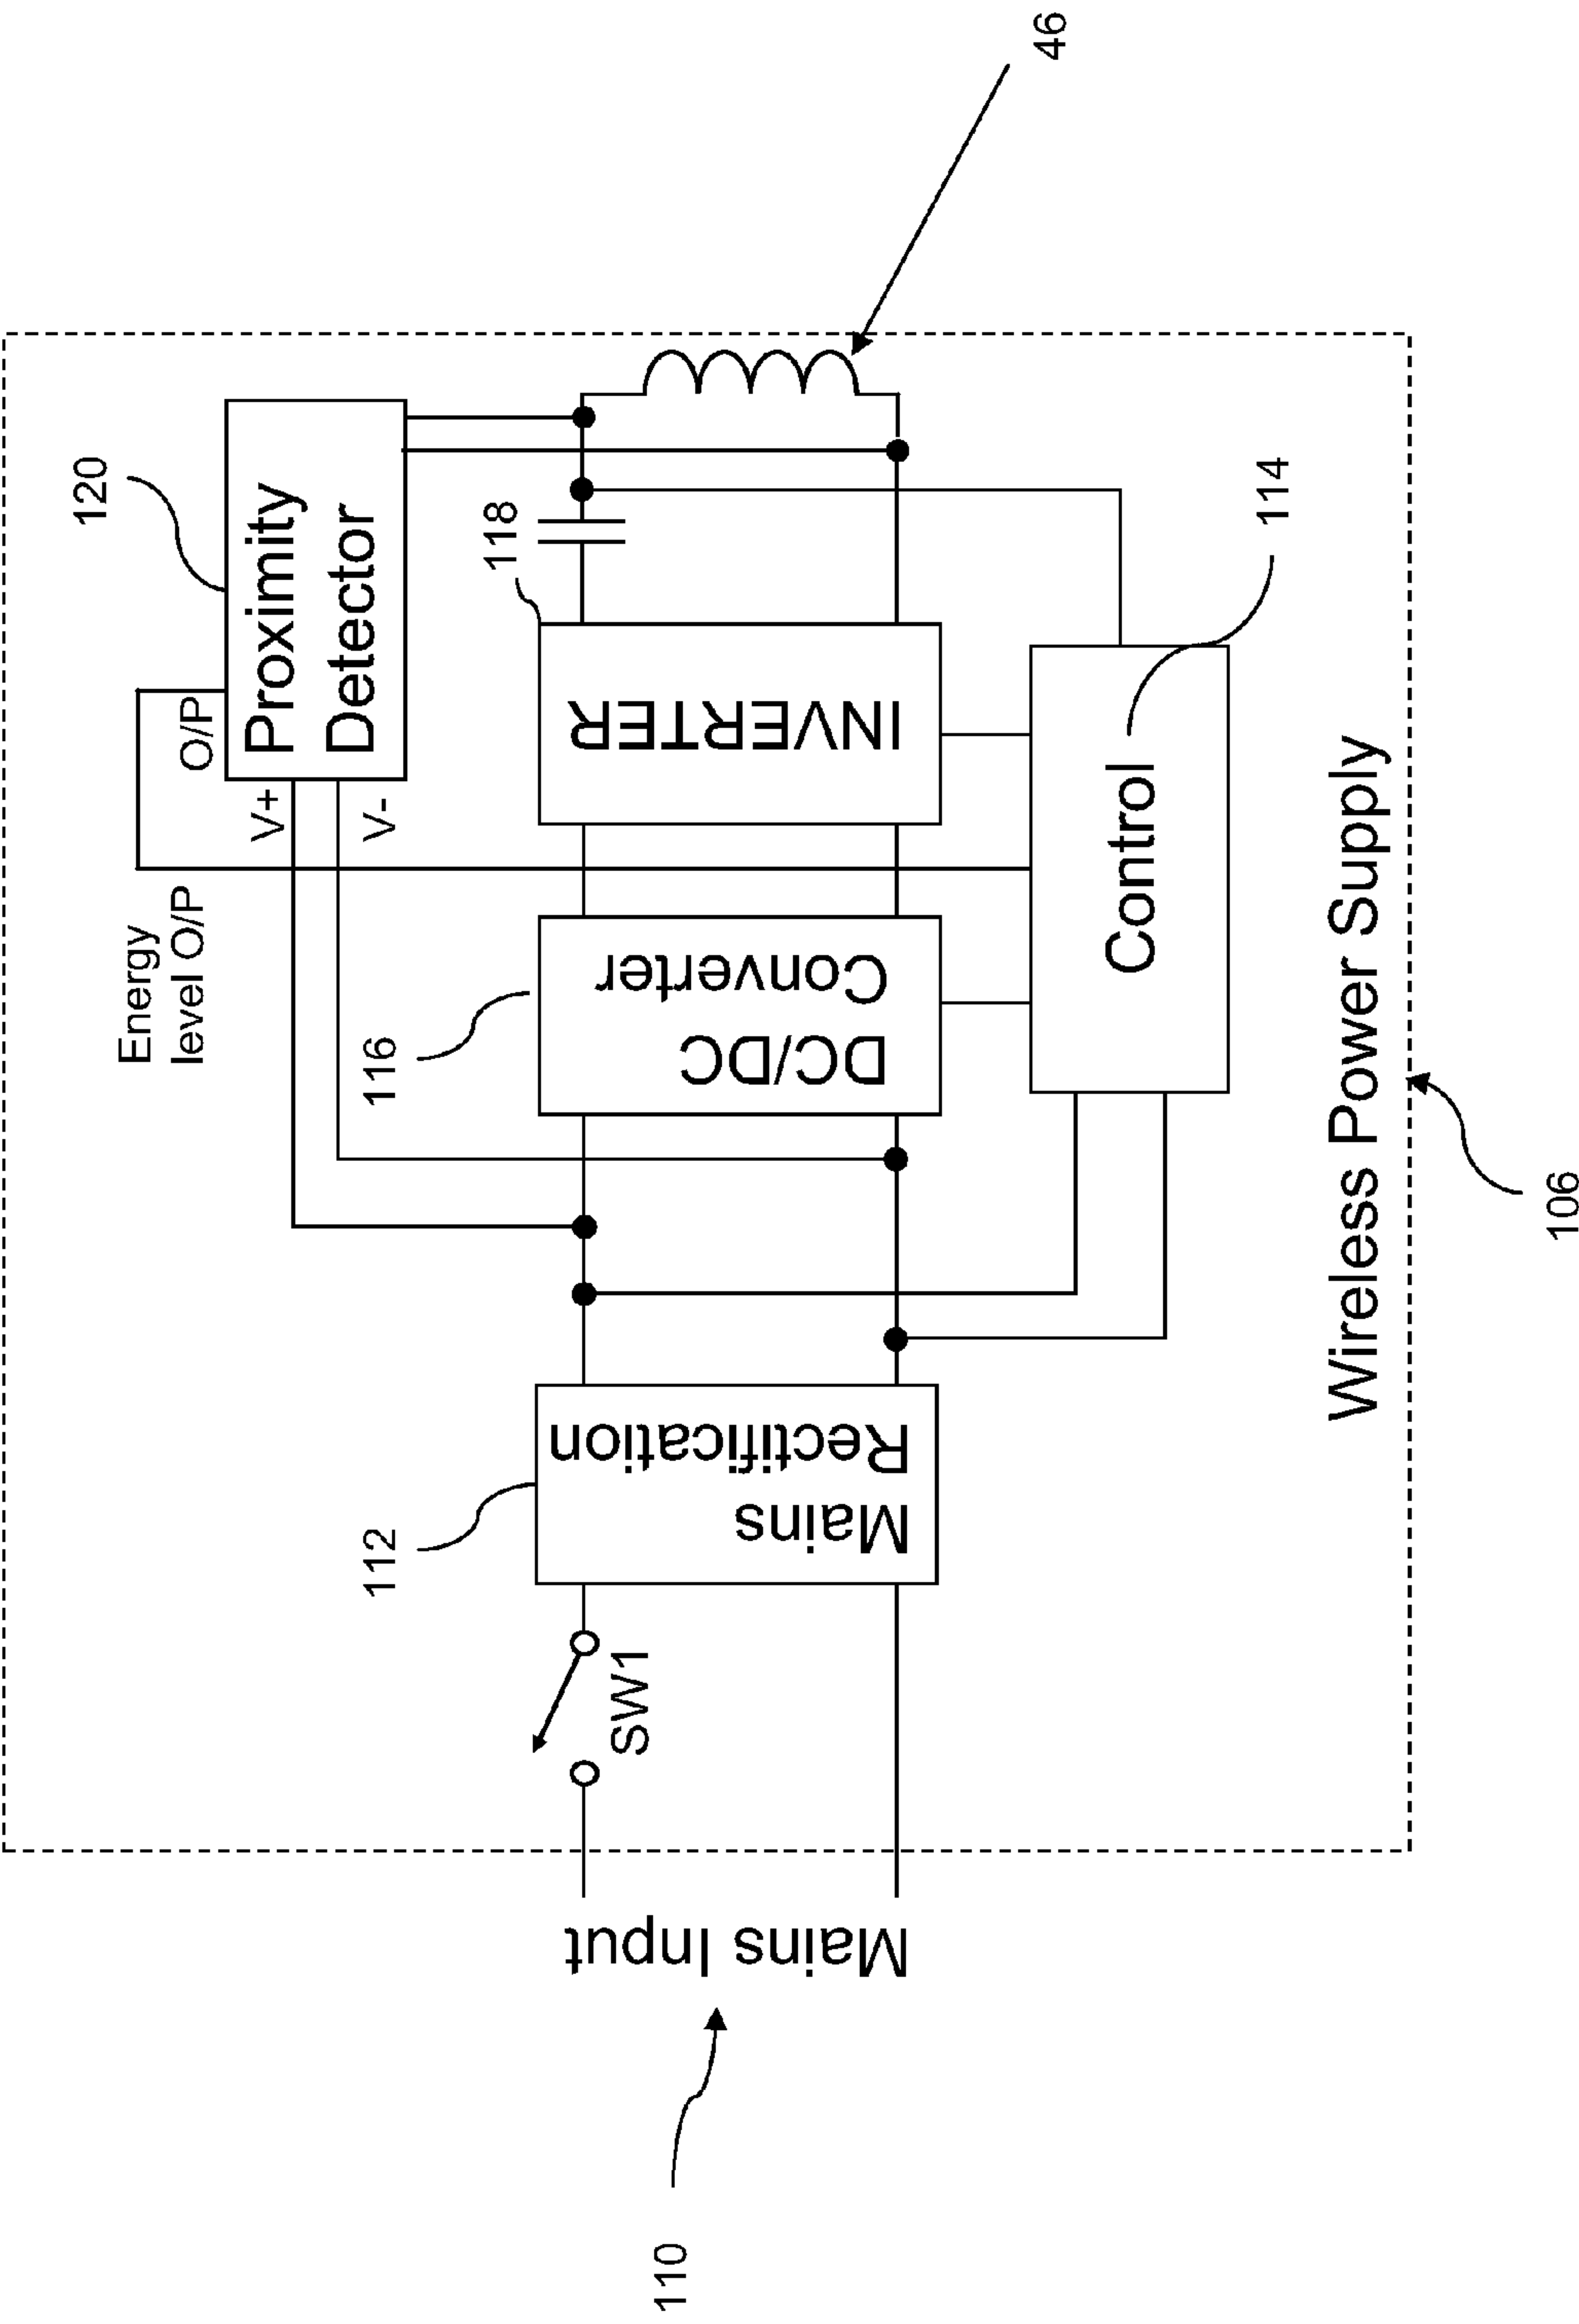 120
46
Energy
level O/P
O/P
V+
V-
Proximity
Detector
112
116
118
110
Mains Input
SW1
Mains
Rectification
DC/DC
Converter
INVERTER
Control
114
Wireless Power Supply
106